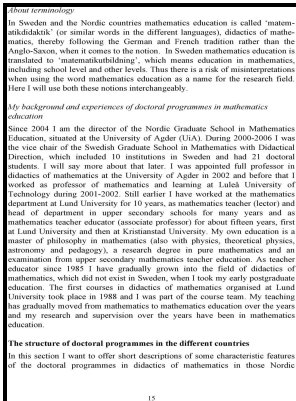 About terminology
In Sweden and the Nordic countries mathematics education is called 'matem-
atikdidaktik' (or similar words in the different languages), didactics of mathe-
matics, thereby following the German and French tradition rather than the
Anglo-Saxon, when it comes to the notion. In Sweden mathematics education is
translated to 'matematikutbildning', which means education in mathematics,
including school level and other levels. Thus there is a risk of misinterpretations
when using the word mathematics education as a name for the research field.
Here I will use both these notions interchangeably.
My background and experiences of doctoral programmes in mathematics
education
Since 2004 I am the director of the Nordic Graduate School in Mathematics
Education, situated at the University of Agder (UiA). During 2000-2006 I was
the vice chair of the Swedish Graduate School in Mathematics with Didactical
Direction, which included 10 institutions in Sweden and had 21 doctoral
students. I will say more about that later. I was appointed full professor in
didactics of mathematics at the University of Agder in 2002 and before that I
worked as professor of mathematics and learning at Luleå University of
Technology during 2001-2002. Still earlier I have worked at the mathematics
department at Lund University for 10 years, as mathematics teacher (lector) and
head of department in upper secondary schools for many years and as
mathematics teacher educator (associate professor) for about fifteen years, first
at Lund University and then at Kristianstad University. My own education is a
master of philosophy in mathematics (also with physics, theoretical physics,
astronomy and pedagogy), a research degree in pure mathematics and an
examination from upper secondary mathematics teacher education. As teacher
educator since 1985 I have gradually grown into the field of didactics of
mathematics, which did not exist in Sweden, when I took my early postgraduate
education. The first courses in didactics of mathematics organised at Lund
University took place in 1988 and I was part of the course team. My teaching
has gradually moved from mathematics to mathematics education over the years
and my research and supervision over the years have been in mathematics
education.
The structure of doctoral programmes in the different countries
In this section I want to offer short descriptions of some characteristic features
of the doctoral programmes in didactics of mathematics in those Nordic
15